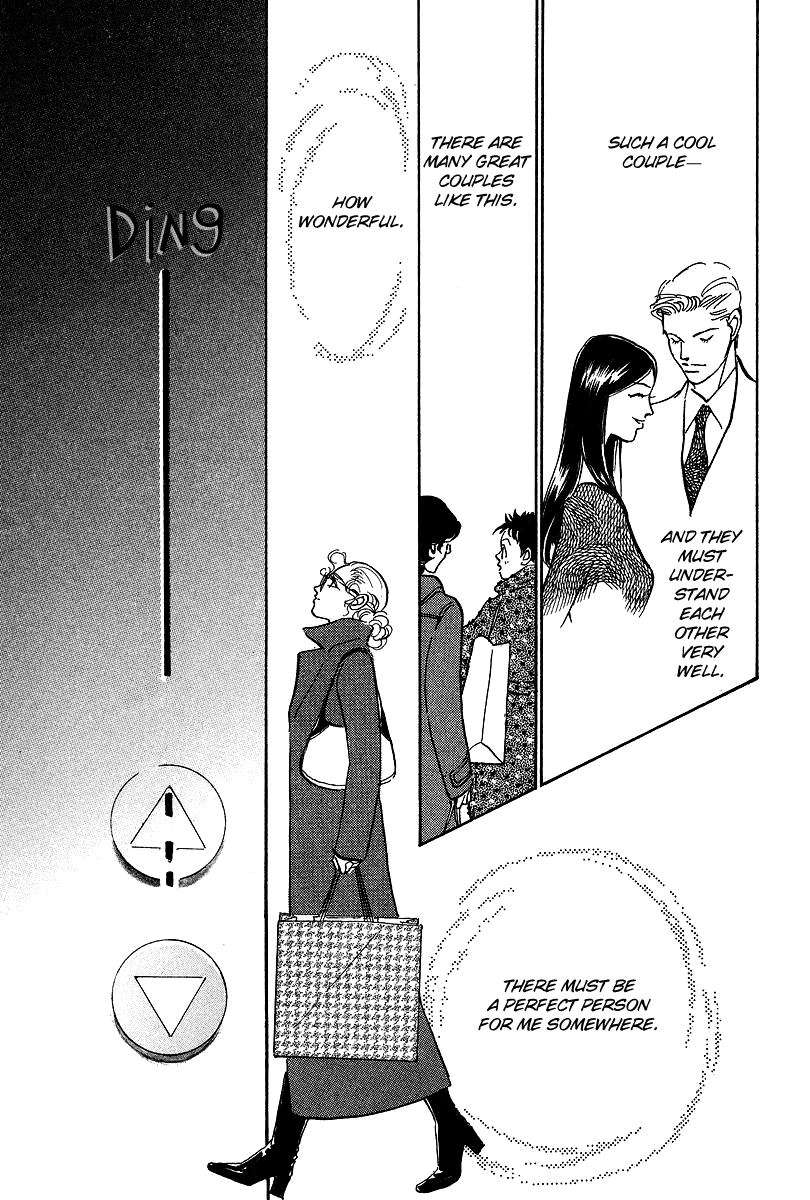 SUCH A COOL
COUPLE—
AND THEY
MUST
UNDER-
STAND
EACH
OTHER
VERY
WELL.
THERE ARE
MANY GREAT
COUPLES
LIKE THIS.
HOW
WONDERFUL.
THERE MUST BE
A PERFECT PERSON
FOR ME SOMEWHERE.
DiNg